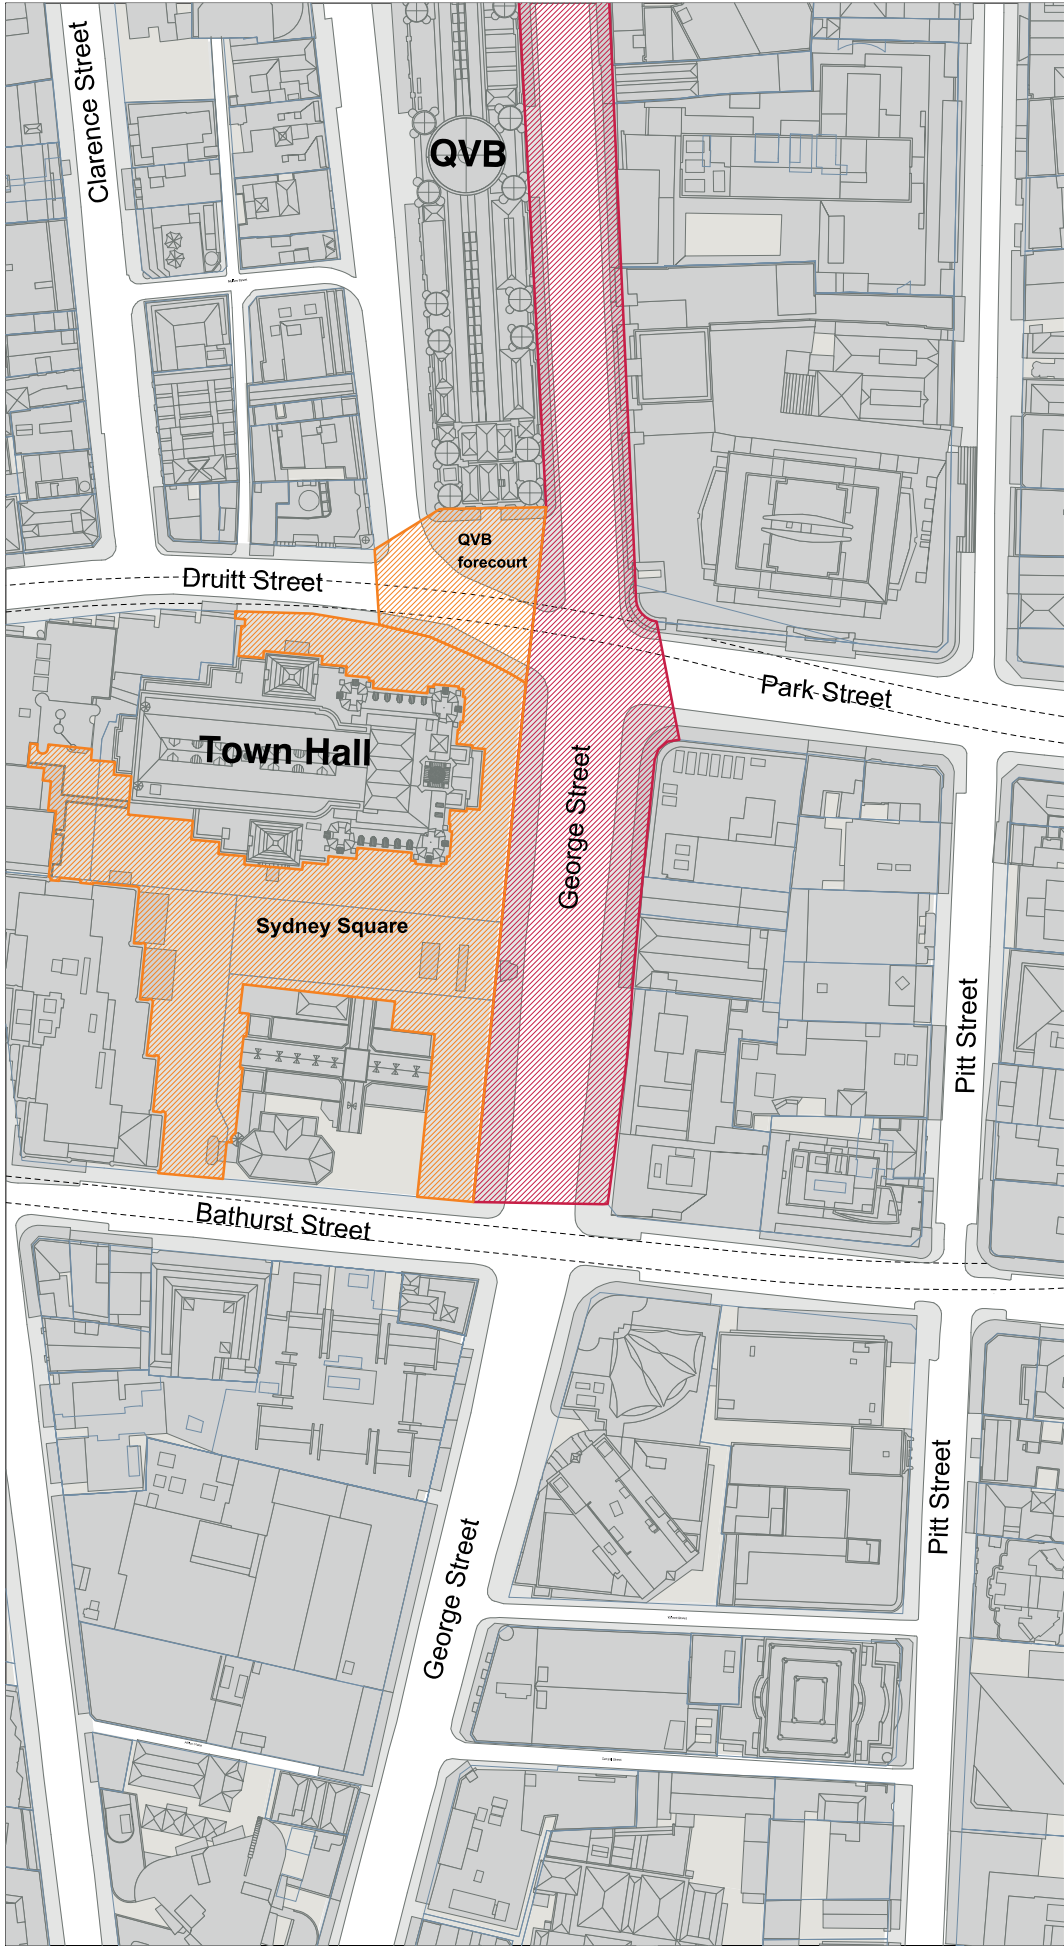 Clarence Street
QVB
QVB
forecourt
Druitt Street
Park Street
Town Hall
George Street
Sydney Square
Pitt Street
Bathurst Street
George Street
Pitt Street